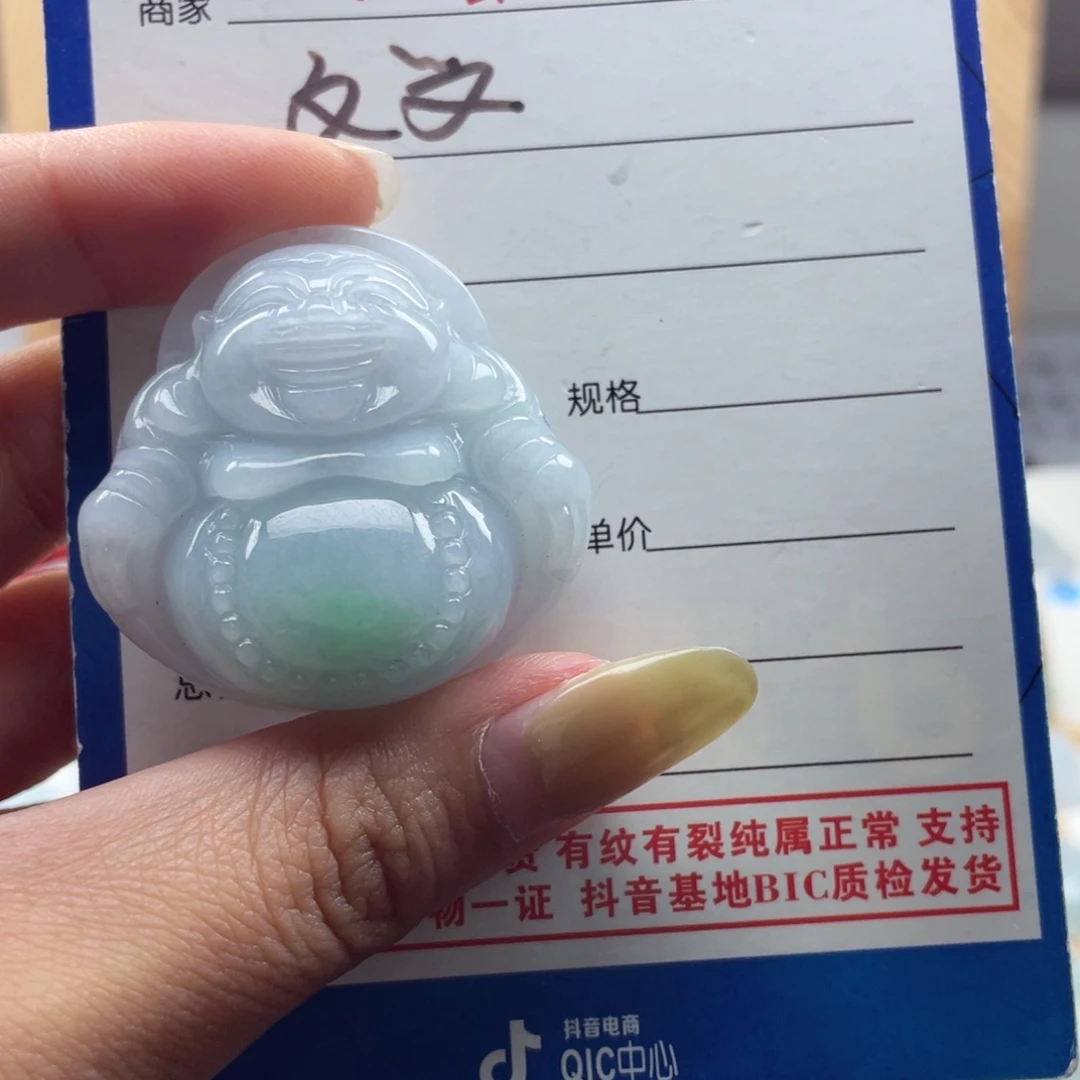 商家
规格
单价
有纹有裂纯属正常 支持
物一证 抖音基地BIC质检发货
抖音电商
QIC中心